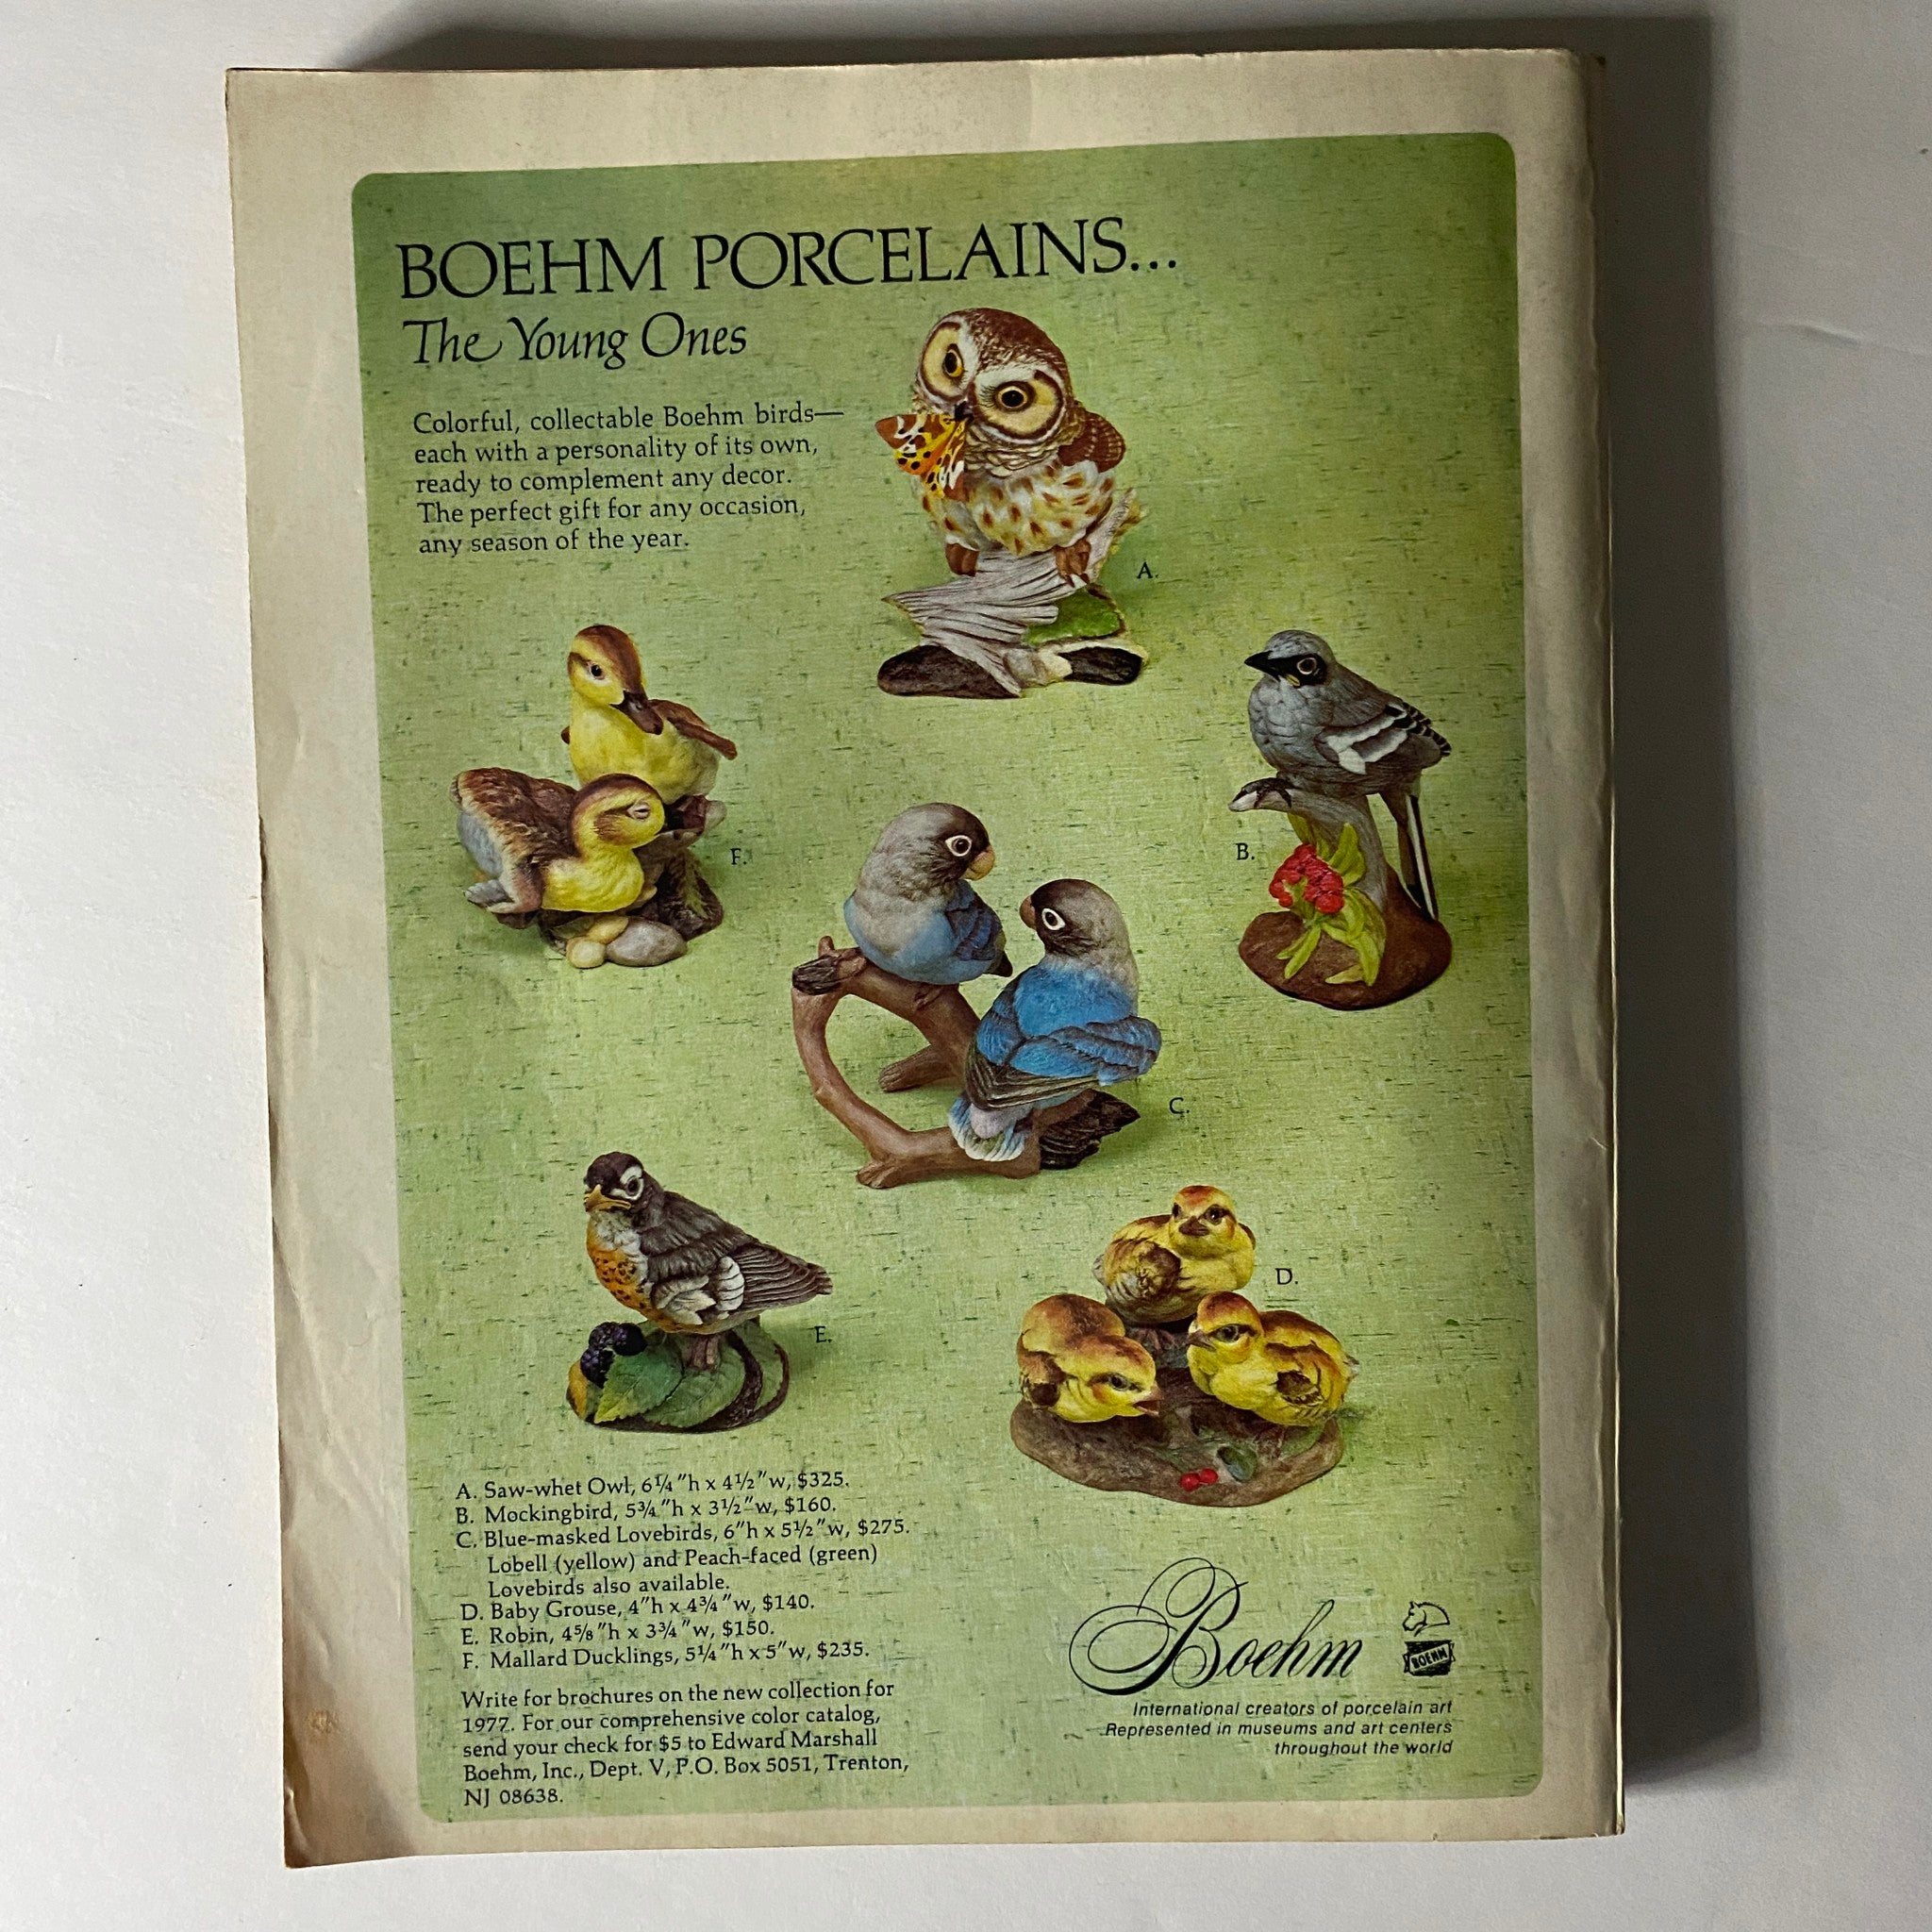 BOEHM PORCELAINS...
The Young Ones
Colorful, collectable Boehm birds—
each with a personality of its own,
ready to complement any decor.
The perfect gift for any occasion,
any season of the year.
A.
F.
B.
C.
E.
D.
A. Saw-whet Owl, 6¼"h x 4½"w, $325.
B. Mockingbird, 5¾"h x 3½"w, $160.
C. Blue-masked Lovebirds, 6"h x 5½"w, $275.
Lobell (yellow) and Peach-faced (green)
Lovebirds also available.
D. Baby Grouse, 4"h x 4¾"w, $140.
E. Robin, 4⅝"h x 3¾"w, $150.
F. Mallard Ducklings, 5¼"h x 5"w, $235.
Write for brochures on the new collection for
1977. For our comprehensive color catalog,
send your check for $5 to Edward Marshall
Boehm, Inc., Dept. V, P.O. Box 5051, Trenton,
NJ 08638.
Boehm
BOEHM
International creators of porcelain art
Represented in museums and art centers
throughout the world